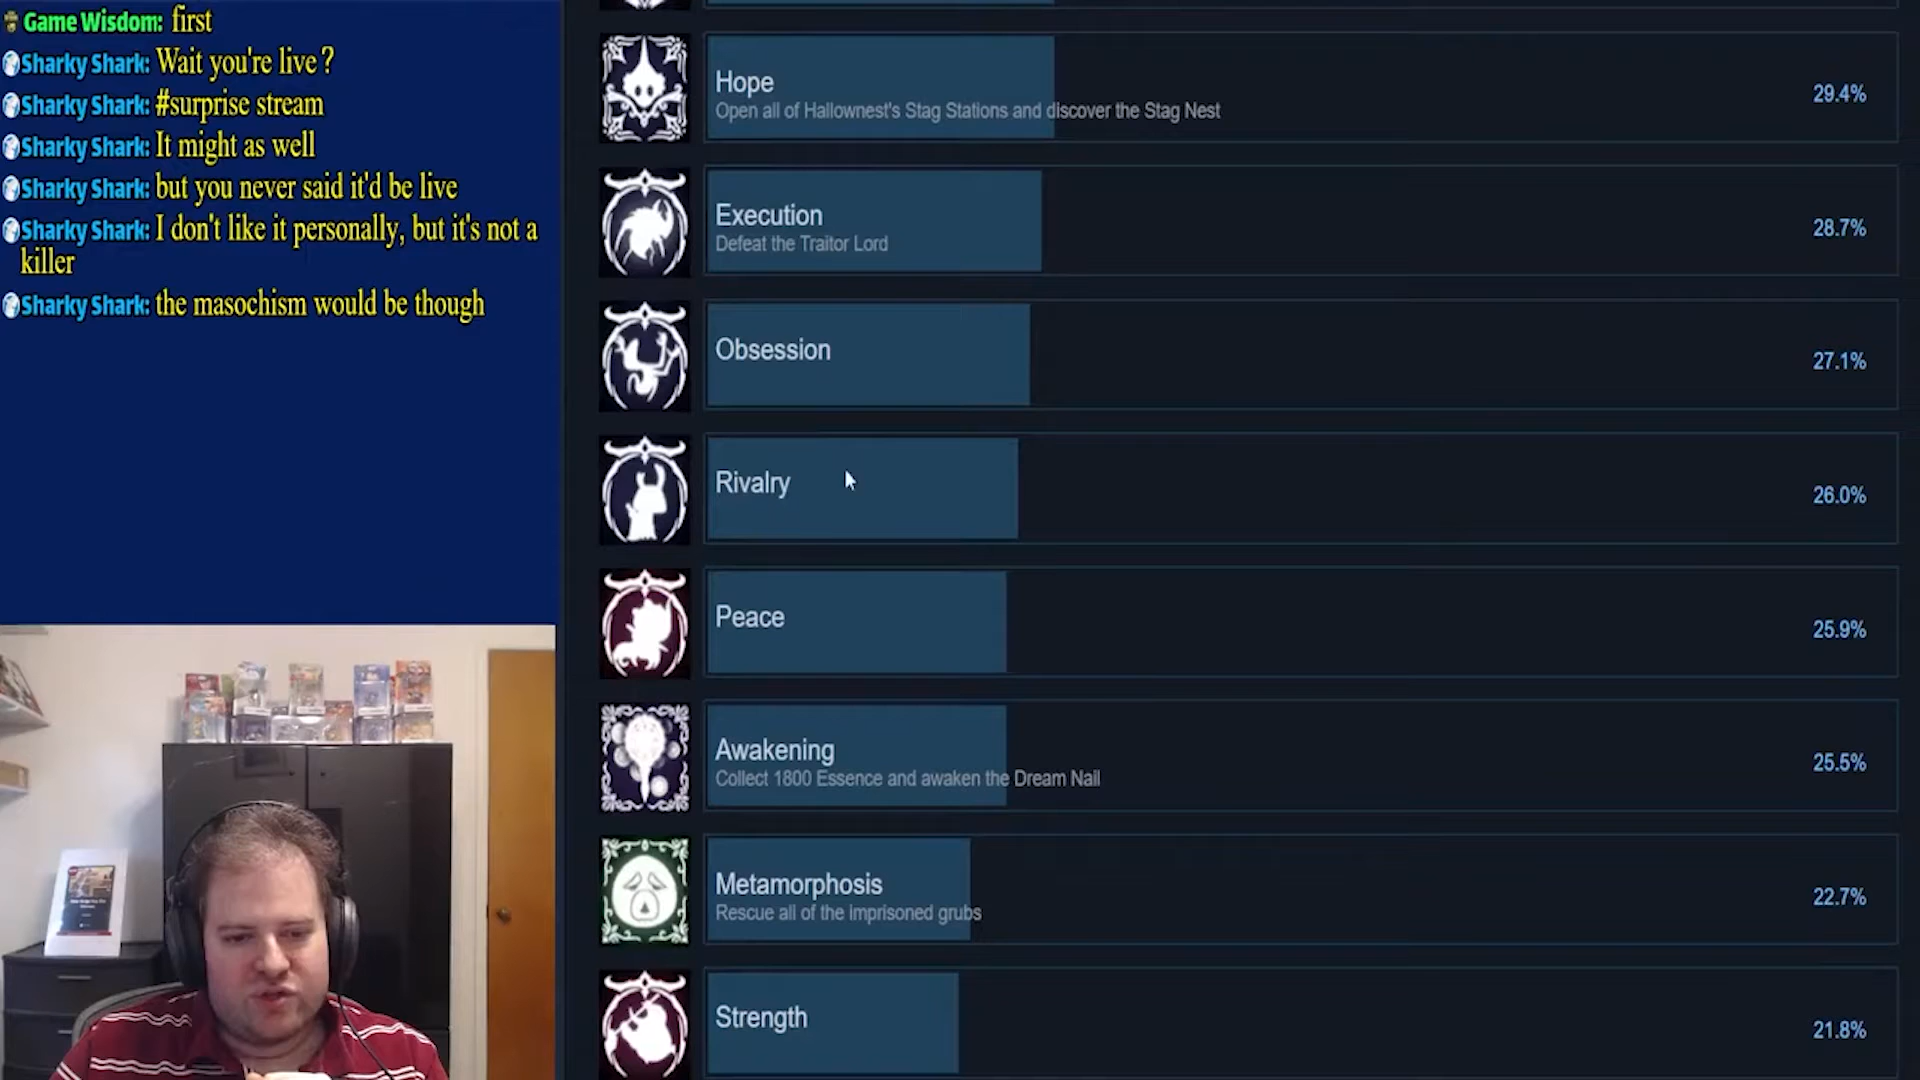 Game Wisdom: first
Sharky Shark: Wait you're live?
Sharky Shark: #surprise stream
Sharky Shark: It might as well
Sharky Shark: but you never said it'd be live
Sharky Shark: I don't like it personally, but it's not a
killer
Sharky Shark: the masochism would be though
Hope
Open all of Hallownest's Stag Stations and discover the Stag Nest
29.4%
Execution
Defeat the Traitor Lord
28.7%
Obsession
27.1%
Rivalry
26.0%
Peace
25.9%
Awakening
Collect 1800 Essence and awaken the Dream Nail
25.5%
Metamorphosis
Rescue all of the imprisoned grubs
22.7%
Strength
21.8%